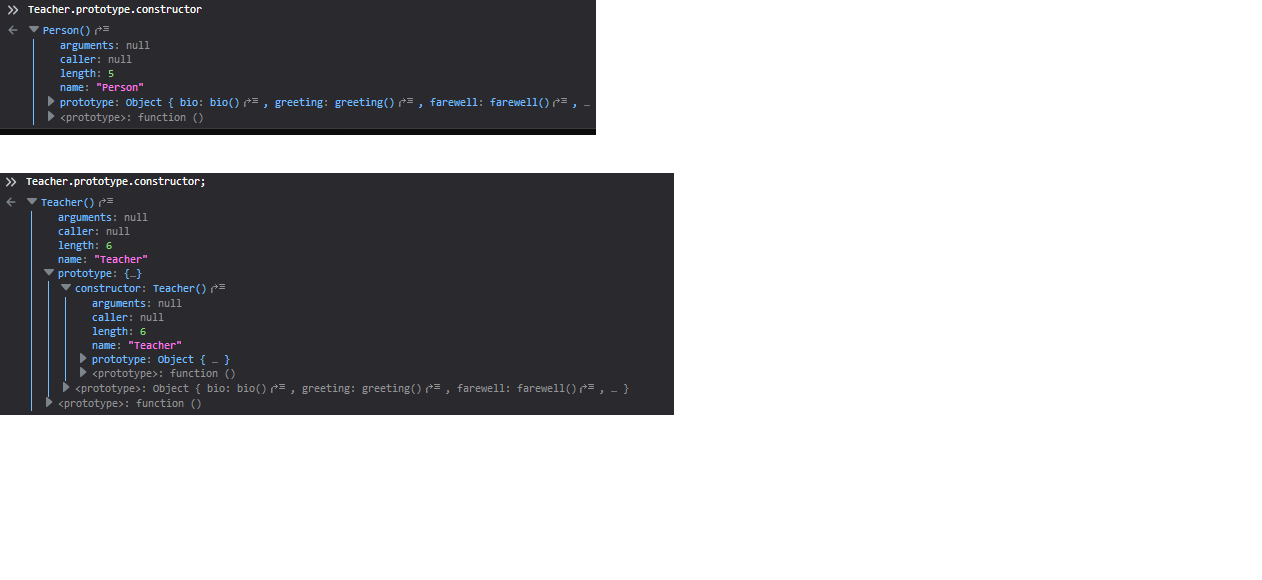 Teacher.prototype.constructor
Person()
arguments: null
caller: null
length: 5
name: "Person"
prototype: Object { bio: bio() , greeting: greeting() , farewell: farewell() , …
<prototype>: function ()
Teacher.prototype.constructor;
Teacher()
arguments: null
caller: null
length: 6
name: "Teacher"
prototype: {…}
constructor: Teacher()
arguments: null
caller: null
length: 6
name: "Teacher"
prototype: Object { … }
<prototype>: function ()
<prototype>: Object { bio: bio() , greeting: greeting() , farewell: farewell() , … }
<prototype>: function ()